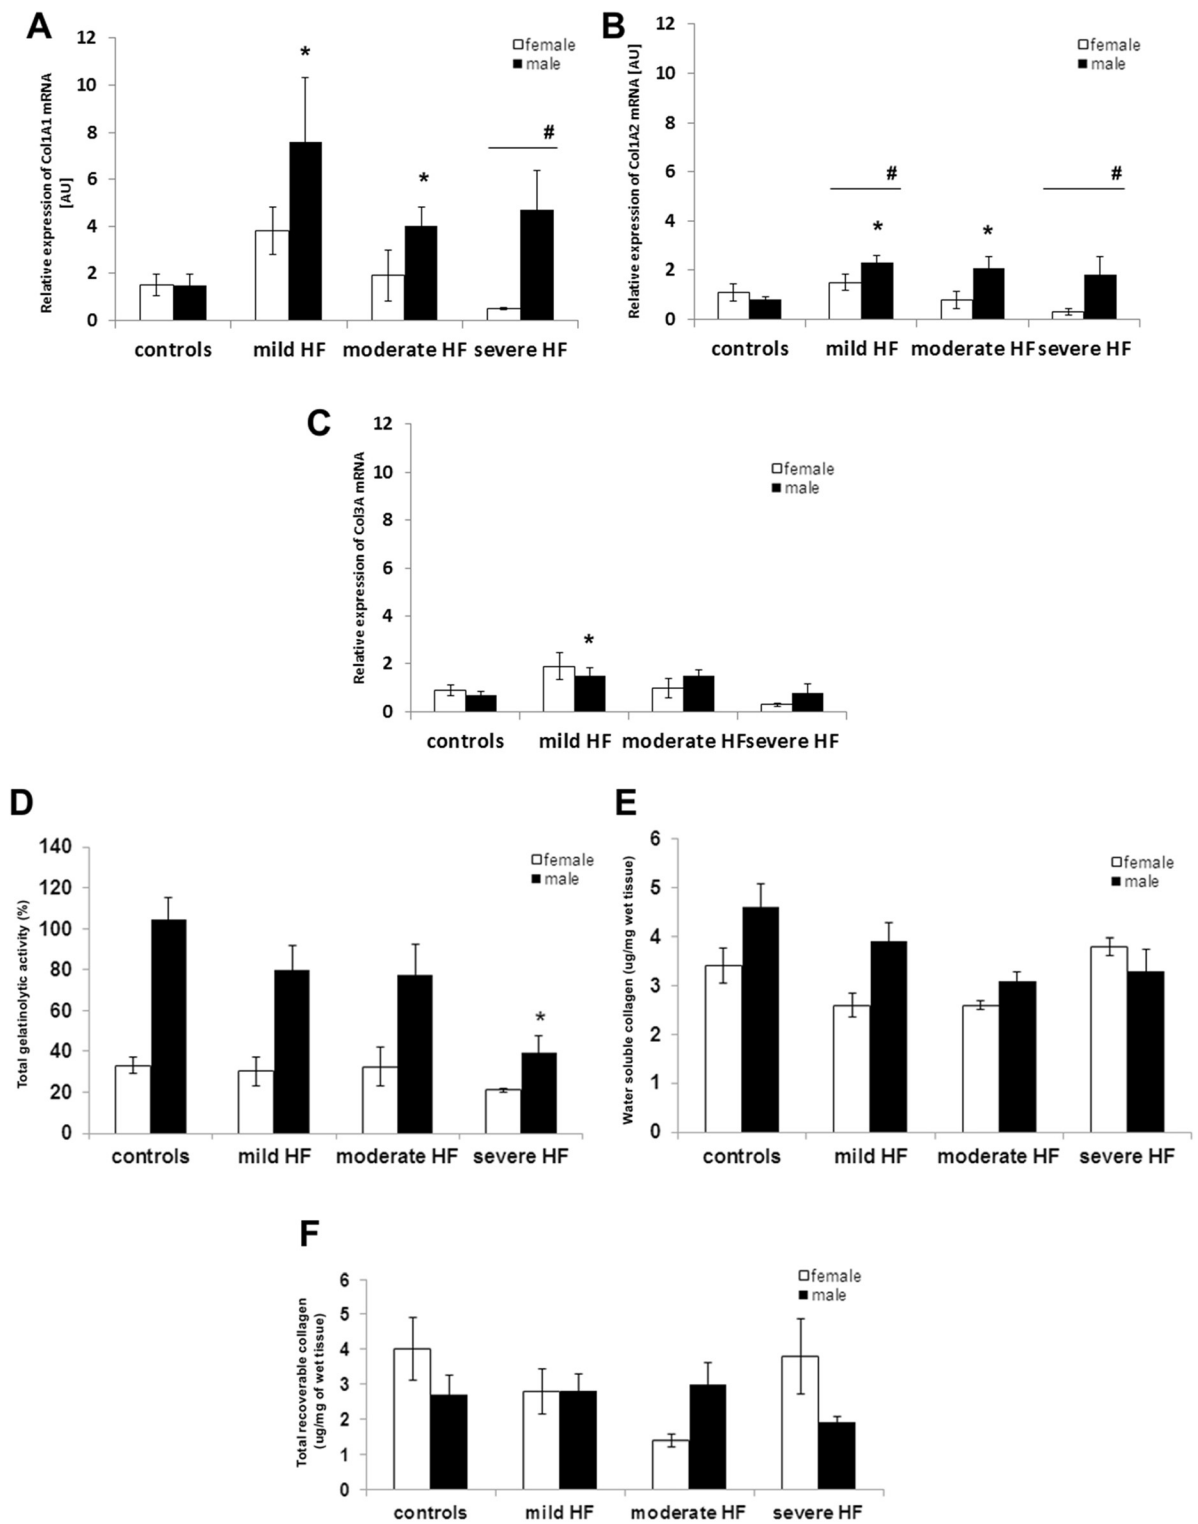 A
Relative expression of Col1A1 mRNA
[AU]
12
10
8
6
4
2
0
female
male
*
*
#
controls
mild HF
moderate HF
severe HF
B
Relative expression of Col1A2 mRNA [AU]
12
10
8
6
4
2
0
female
male
#
*
*
#
controls
mild HF
moderate HF
severe HF
C
Relative expression of Col3A mRNA
12
10
8
6
4
2
0
female
male
*
controls
mild HF
moderate HF
severe HF
D
Total gelatinolytic activity (%)
140
120
100
80
60
40
20
0
female
male
*
controls
mild HF
moderate HF
severe HF
E
Water soluble collagen (ug/mg wet tissue)
6
5
4
3
2
1
0
female
male
controls
mild HF
moderate HF
severe HF
F
Total recoverable collagen
(ug/mg of wet tissue)
6
5
4
3
2
1
0
female
male
controls
mild HF
moderate HF
severe HF